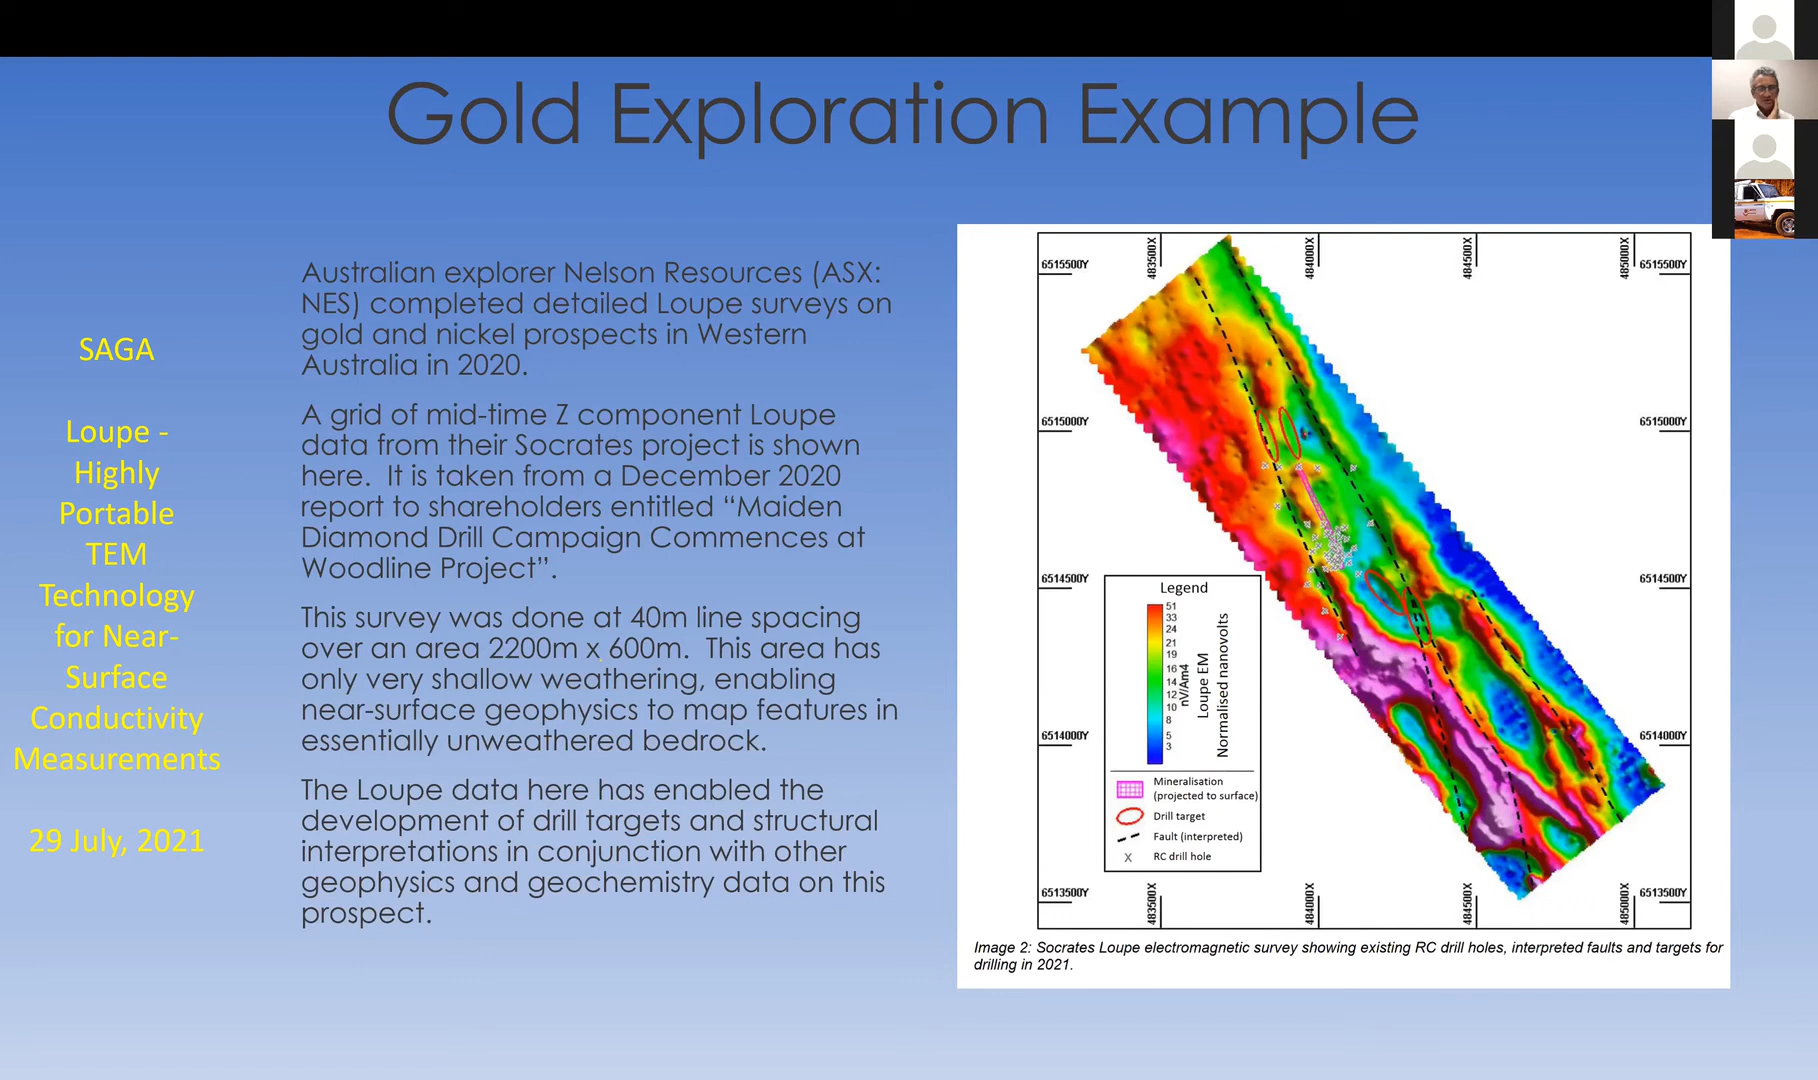 Gold Exploration Example
SAGA
Loupe -
Highly
Portable
TEM
Technology
for Near-
Surface
Conductivity
Measurements
29 July, 2021
Australian explorer Nelson Resources (ASX:
NES) completed detailed Loupe surveys on
gold and nickel prospects in Western
Australia in 2020.
A grid of mid-time Z component Loupe
data from their Socrates project is shown
here.  It is taken from a December 2020
report to shareholders entitled “Maiden
Diamond Drill Campaign Commences at
Woodline Project”.
This survey was done at 40m line spacing
over an area 2200m x 600m.  This area has
only very shallow weathering, enabling
near-surface geophysics to map features in
essentially unweathered bedrock.
The Loupe data here has enabled the
development of drill targets and structural
interpretations in conjunction with other
geophysics and geochemistry data on this
prospect.
483500X
484000X
484500X
485000X
6515500Y
6515500Y
6515000Y
6515000Y
6514500Y
6514500Y
6514000Y
6514000Y
6513500Y
6513500Y
483500X
484000X
484500X
485000X
Legend
51
33
24
21
19
16
14
12
10
8
5
3
nV/Am4
Loupe EM
Normalised nanovolts
Mineralisation
(projected to surface)
Drill target
Fault (interpreted)
X RC drill hole
Image 2: Socrates Loupe electromagnetic survey showing existing RC drill holes, interpreted faults and targets for
drilling in 2021.